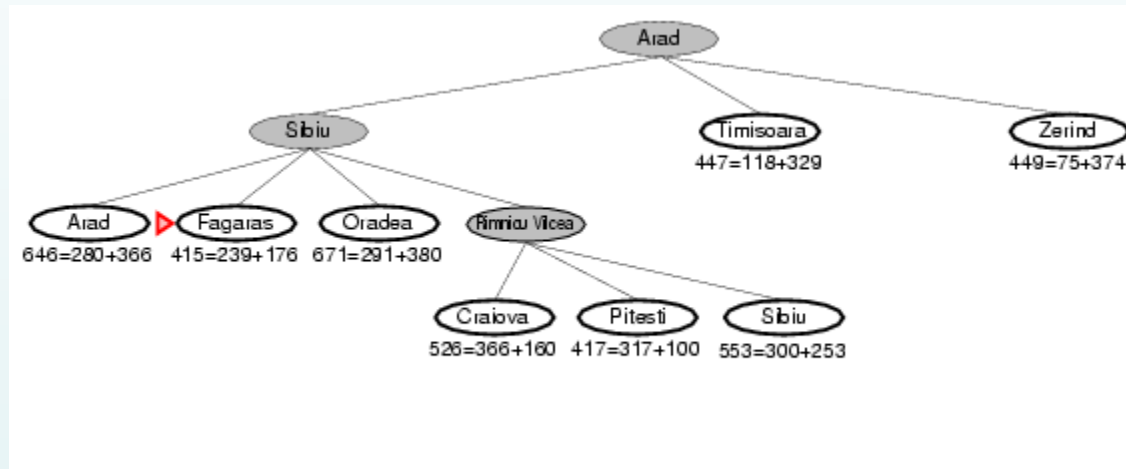 Arad
Sibiu
Timisoara
Zerind
447=118+329
449=75+374
Arad
Fagaras
Oradea
Rimnicu Vilcea
646=280+366
415=239+176
671=291+380
Craiova
Pitesti
Sibiu
526=366+160
417=317+100
553=300+253